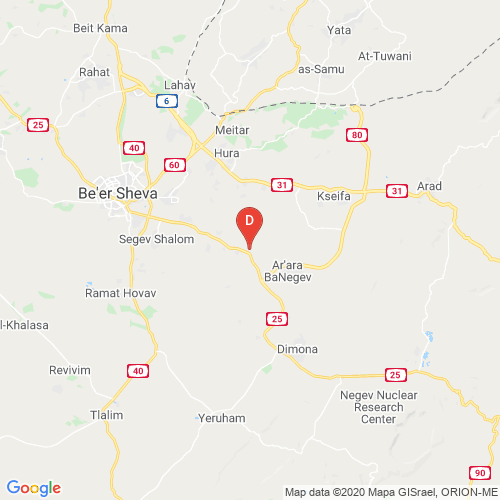 Beit Kama
Yata
At-Tuwani
as-Samu
Rahat
Lahav
6
25
Meitar
80
40
Hura
60
31
Be'er Sheva
Kseifa
31
Arad
D
Segev Shalom
Ar'ara
BaNegev
Ramat Hovav
l-Khalasa
25
Dimona
Revivim
40
25
Negev Nuclear
Research
Center
Tlalim
Yeruham
90
Google
Map data ©2020 Mapa GISrael, ORION-ME